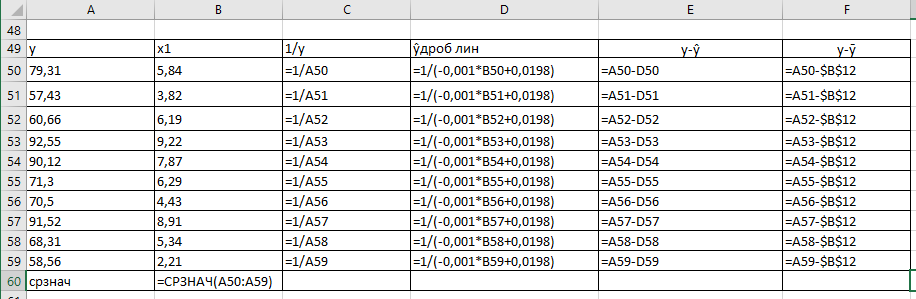 A B C D E F
48
49 y x1 1/y ŷдроб лин y-ŷ y-ȳ
50 79,31 5,84 =1/A50 =1/(-0,001*B50+0,0198) =A50-D50 =A50-$B$12
51 57,43 3,82 =1/A51 =1/(-0,001*B51+0,0198) =A51-D51 =A51-$B$12
52 60,66 6,19 =1/A52 =1/(-0,001*B52+0,0198) =A52-D52 =A52-$B$12
53 92,55 9,22 =1/A53 =1/(-0,001*B53+0,0198) =A53-D53 =A53-$B$12
54 90,12 7,87 =1/A54 =1/(-0,001*B54+0,0198) =A54-D54 =A54-$B$12
55 71,3 6,29 =1/A55 =1/(-0,001*B55+0,0198) =A55-D55 =A55-$B$12
56 70,5 4,43 =1/A56 =1/(-0,001*B56+0,0198) =A56-D56 =A56-$B$12
57 91,52 8,91 =1/A57 =1/(-0,001*B57+0,0198) =A57-D57 =A57-$B$12
58 68,31 5,34 =1/A58 =1/(-0,001*B58+0,0198) =A58-D58 =A58-$B$12
59 58,56 2,21 =1/A59 =1/(-0,001*B59+0,0198) =A59-D59 =A59-$B$12
60 срзнач =СРЗНАЧ(A50:A59)